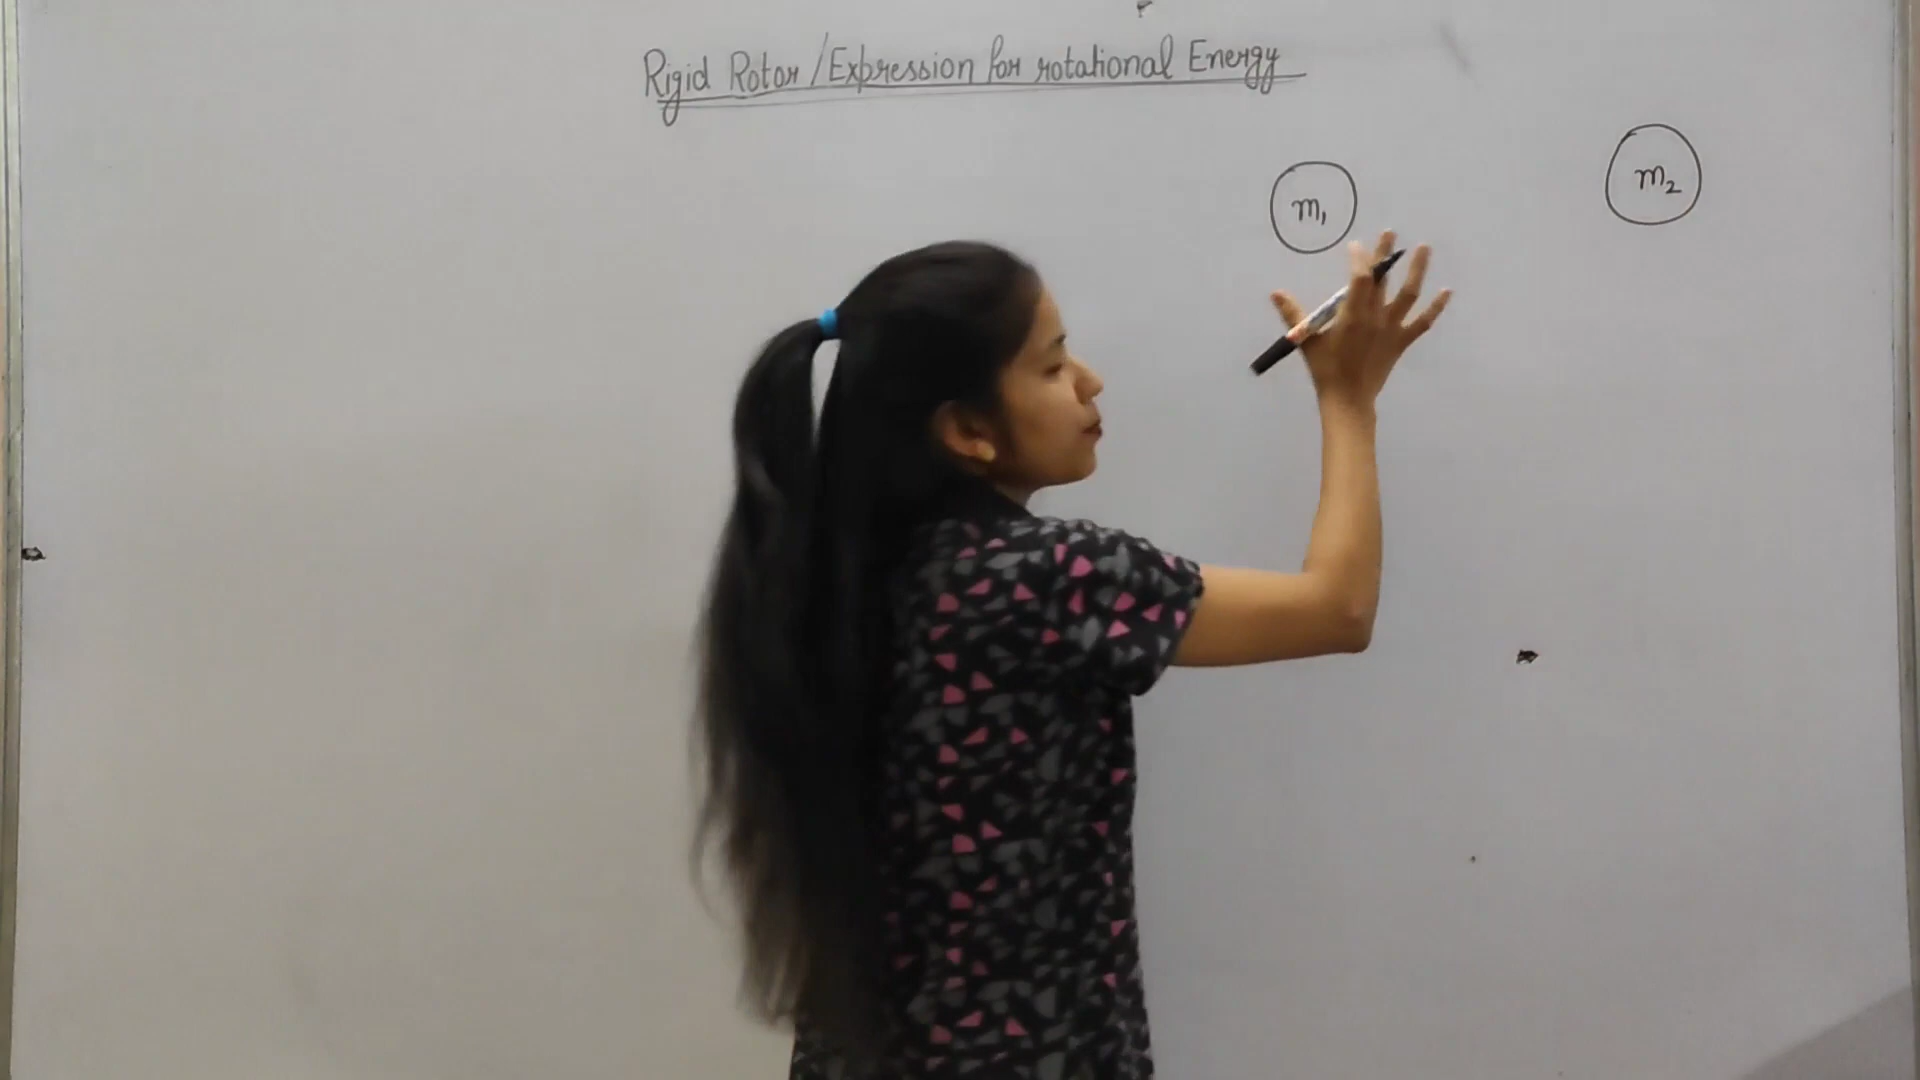 Rigid Rotor / Expression for rotational Energy
m₁
m₂